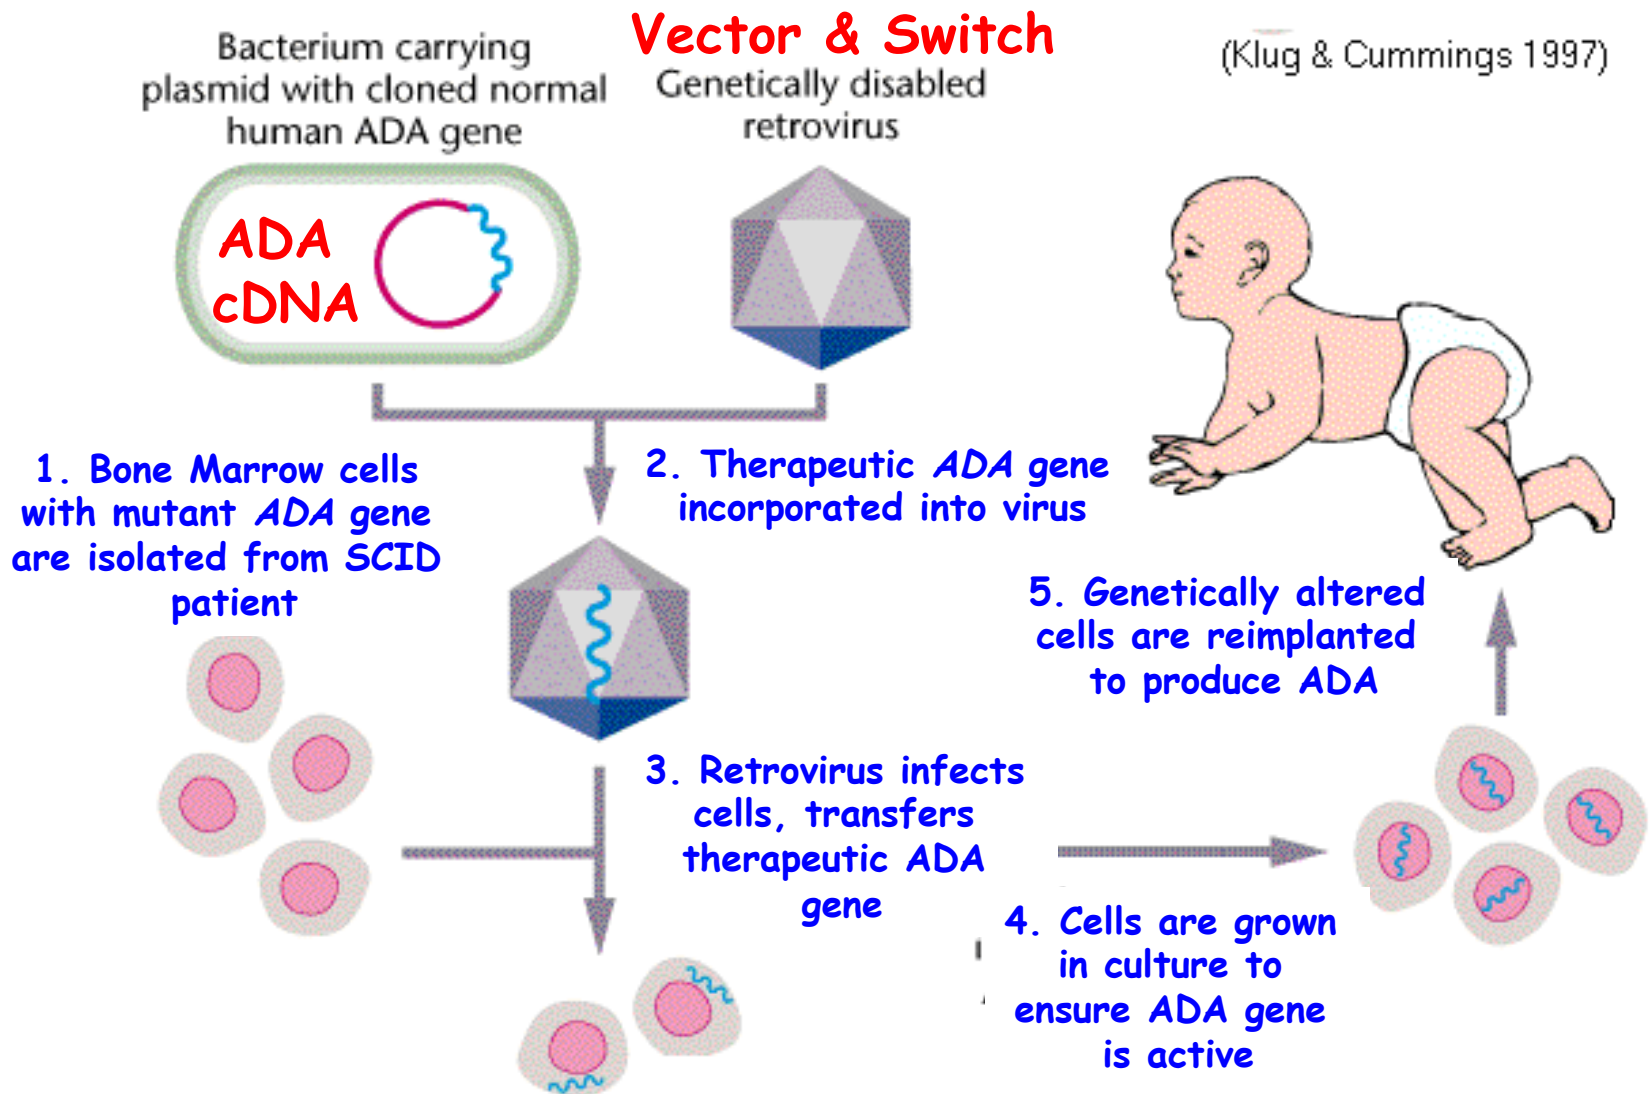 Vector & Switch
Bacterium carrying
plasmid with cloned normal
human ADA gene
Genetically disabled
retrovirus
(Klug & Cummings 1997)
ADA
cDNA
1. Bone Marrow cells
with mutant ADA gene
are isolated from SCID
patient
2. Therapeutic ADA gene
incorporated into virus
3. Retrovirus infects
cells, transfers
therapeutic ADA
gene
4. Cells are grown
in culture to
ensure ADA gene
is active
5. Genetically altered
cells are reimplanted
to produce ADA